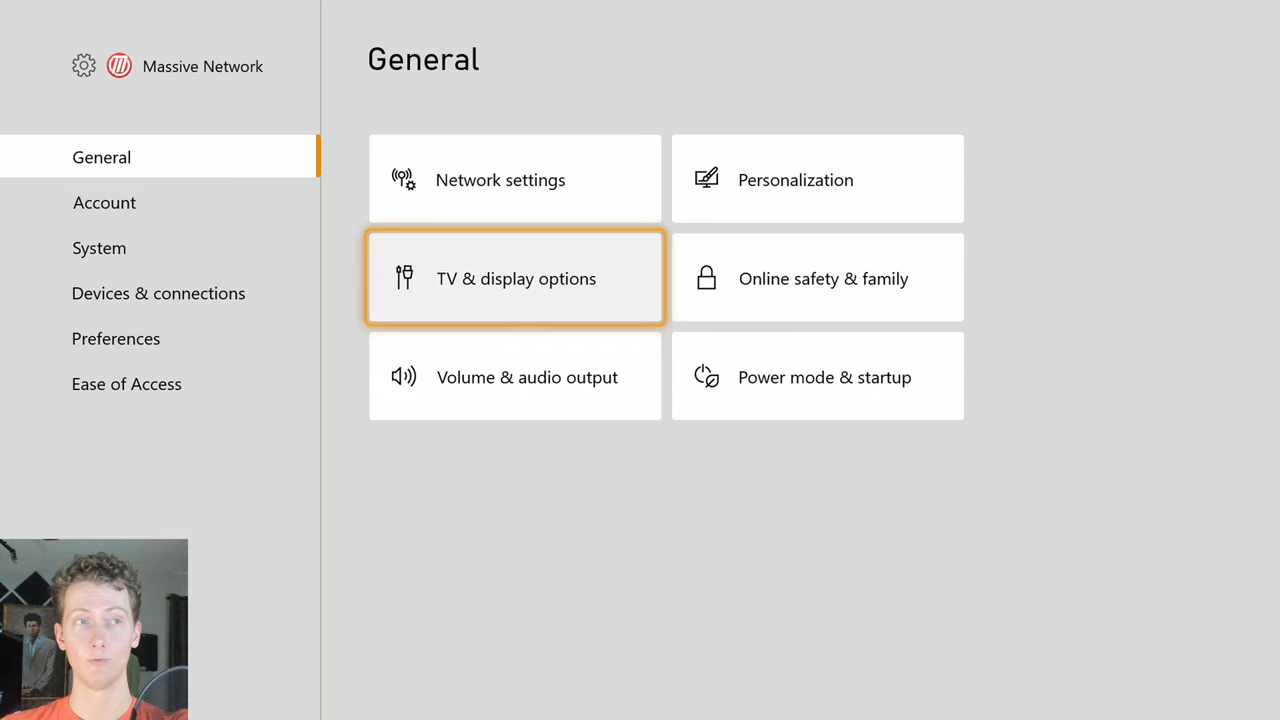 Massive Network
General
Account
System
Devices & connections
Preferences
Ease of Access
General
Network settings
Personalization
TV & display options
Online safety & family
Volume & audio output
Power mode & startup